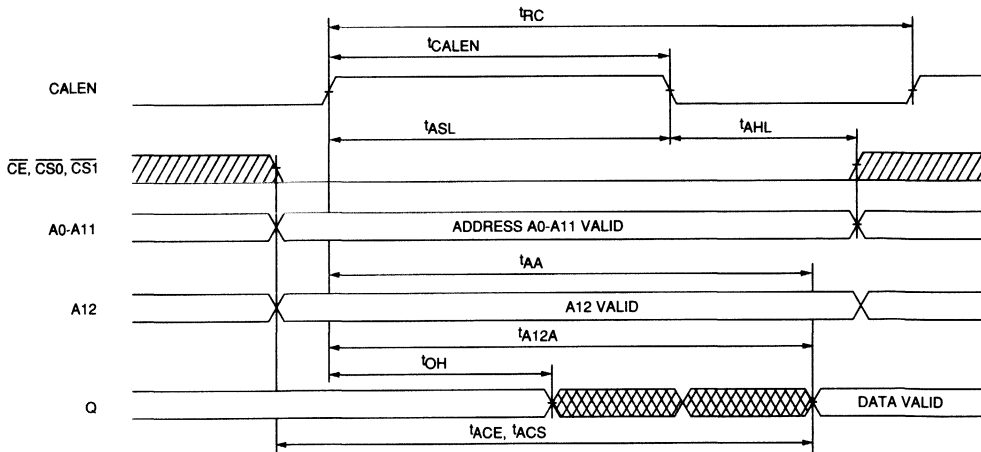 tRC
tCALEN
CALEN
tASL
tAHL
CE, CS0, CS1
A0-A11
ADDRESS A0-A11 VALID
tAA
A12
A12 VALID
tA12A
tOH
Q
DATA VALID
tACE, tACS